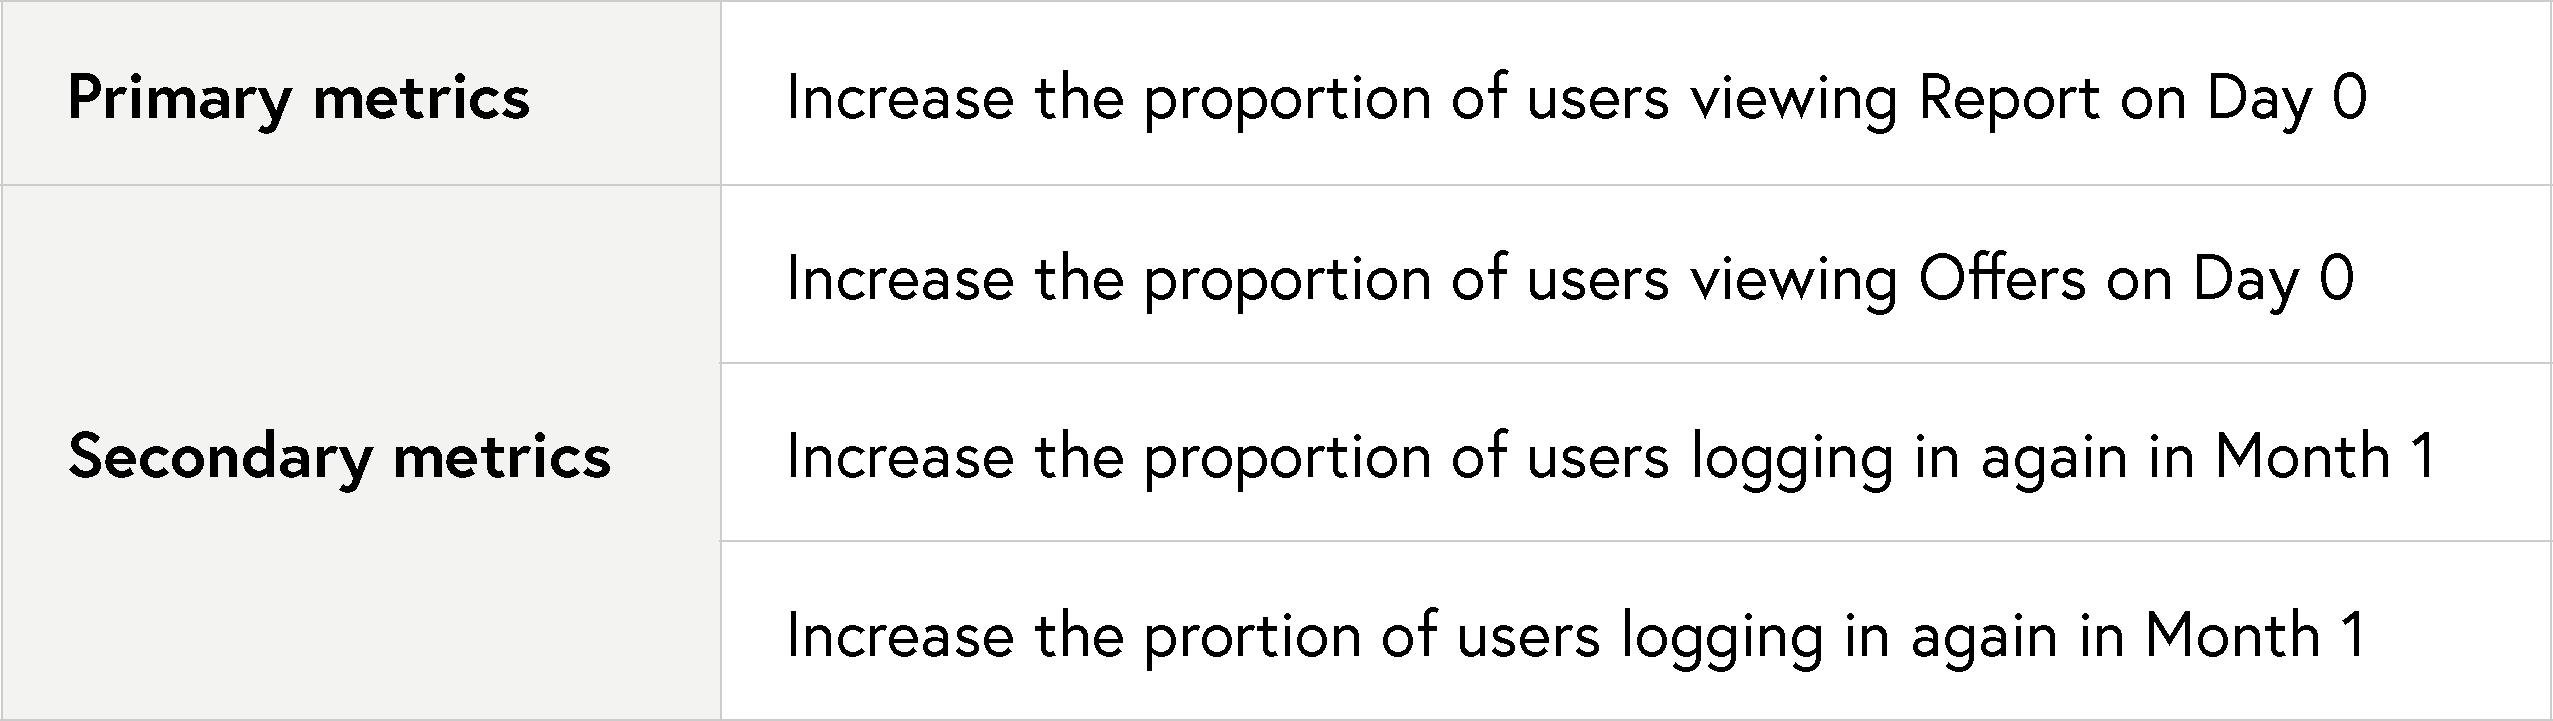 Primary metrics
Increase the proportion of users viewing Report on Day 0
Secondary metrics
Increase the proportion of users viewing Offers on Day 0
Increase the proportion of users logging in again in Month 1
Increase the prortion of users logging in again in Month 1